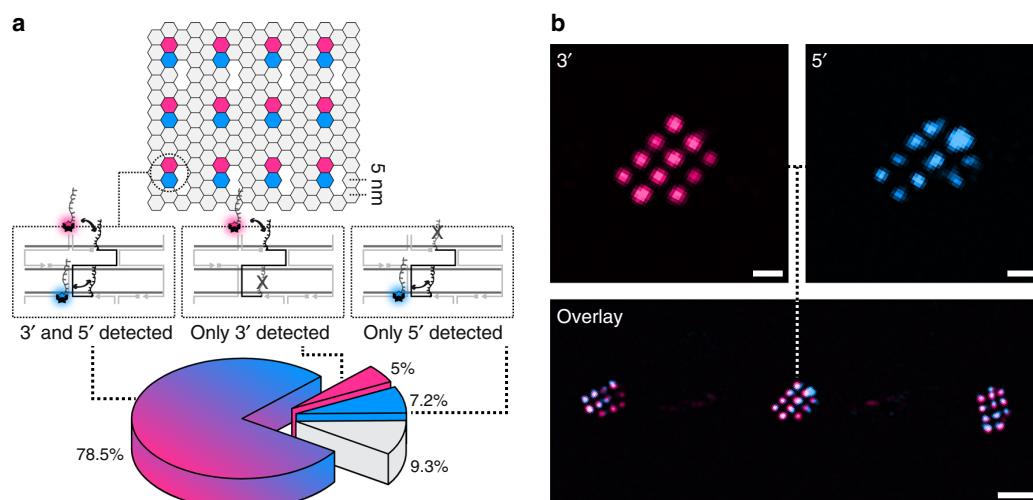 a
5 nm
3′ and 5′ detected
Only 3′ detected
Only 5′ detected
5%
7.2%
9.3%
78.5%
b
3′
5′
Overlay